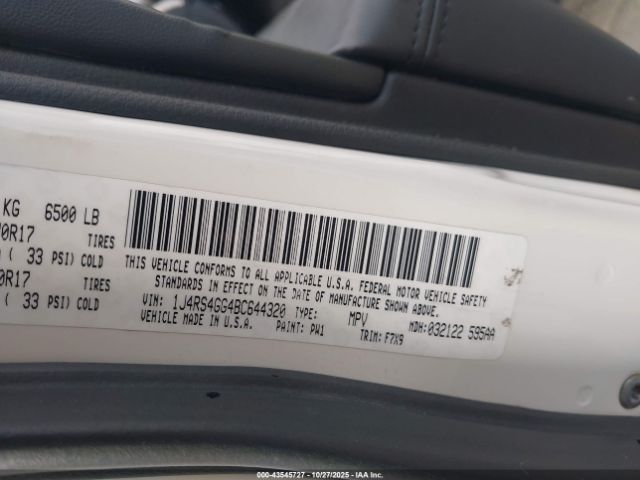 KG 6500 LB
0R17 TIRES
( 33 PSI) COLD
0R17 TIRES
( 33 PSI) COLD
THIS VEHICLE CONFORMS TO ALL APPLICABLE U.S.A. FEDERAL MOTOR VEHICLE SAFETY
STANDARDS IN EFFECT ON THE DATE OF MANUFACTURE SHOWN ABOVE.
VIN: 1J4RS4GG4BC644320 TYPE: MPV MDH: 032122 595AA
VEHICLE MADE IN U.S.A. PAINT: PW1 TRIM: F7X9
000-43545727 - 10/27/2025 - IAA Inc.